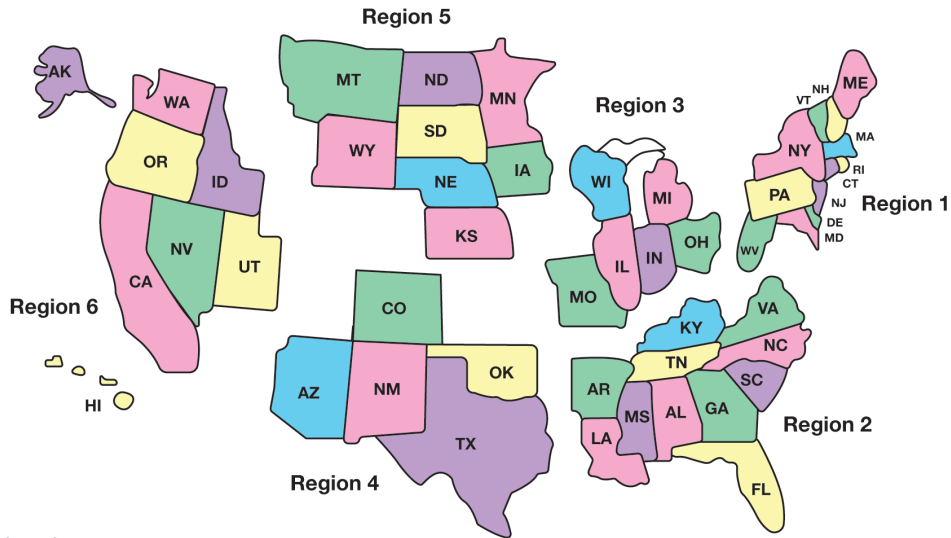 Region 5
AK
WA
OR
ID
NV
UT
CA
Region 6
HI
MT
ND
MN
SD
WY
NE
IA
KS
Region 3
WI
MI
OH
IL
IN
MO
ME
NH
VT
MA
NY
RI
CT
PA
NJ
Region 1
DE
MD
WV
CO
AZ
NM
OK
TX
Region 4
VA
KY
NC
TN
SC
AR
GA
MS
AL
LA
Region 2
FL